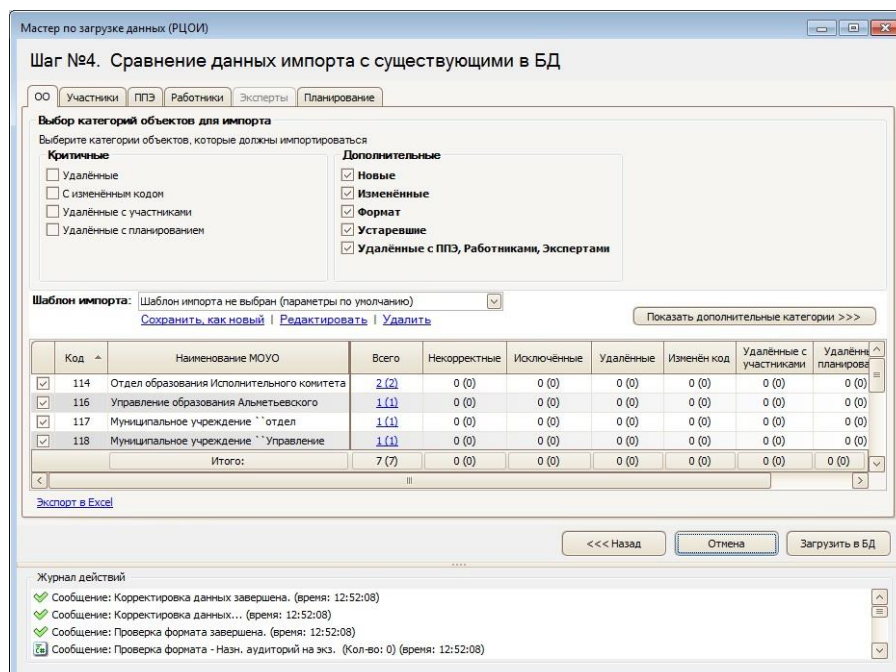 Мастер по загрузке данных (РЦОИ)
Шаг №4. Сравнение данных импорта с существующими в БД
ОО Участники ППЭ Работники Эксперты Планирование
Выбор категорий объектов для импорта
Выберите категории объектов, которые должны импортироваться
Критичные
Удалённые
С изменённым кодом
Удалённые с участниками
Удалённые с планированием
Дополнительные
Новые
Изменённые
Формат
Устаревшие
Удалённые с ППЭ, Работниками, Экспертами
Шаблон импорта: Шаблон импорта не выбран (параметры по умолчанию)
Сохранить, как новый | Редактировать | Удалить
Показать дополнительные категории >>>
Код Наименование МОУО Всего Некорректные Исключённые Удалённые Изменён код Удалённые с участниками Удалённы планирова
114 Отдел образования Исполнительного комитета 2 (2) 0 (0) 0 (0) 0 (0) 0 (0) 0 (0) 0 (0)
116 Управление образования Альметьевского 1 (1) 0 (0) 0 (0) 0 (0) 0 (0) 0 (0) 0 (0)
117 Муниципальное учреждение ``отдел 1 (1) 0 (0) 0 (0) 0 (0) 0 (0) 0 (0) 0 (0)
118 Муниципальное учреждение ``Управление 1 (1) 0 (0) 0 (0) 0 (0) 0 (0) 0 (0) 0 (0)
Итого: 7 (7) 0 (0) 0 (0) 0 (0) 0 (0) 0 (0) 0 (0)
Экспорт в Excel
<<< Назад Отмена Загрузить в БД
Журнал действий
Сообщение: Корректировка данных завершена. (время: 12:52:08)
Сообщение: Корректировка данных... (время: 12:52:08)
Сообщение: Проверка формата завершена. (время: 12:52:08)
Сообщение: Проверка формата - Назн. аудиторий на экз. (Кол-во: 0) (время: 12:52:08)